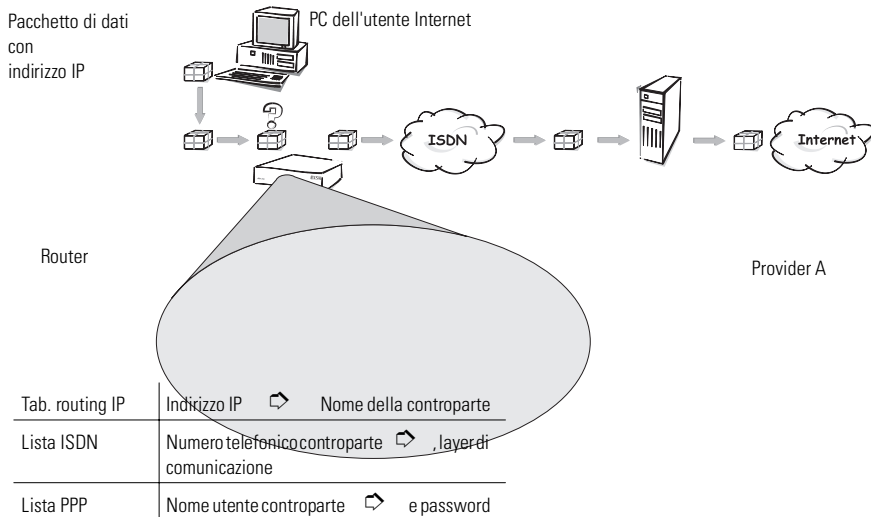 Pacchetto di dati
con
indirizzo IP
PC dell'utente Internet
?
ISDN
Internet
Router
Provider A
Tab. routing IP
Indirizzo IP ⇨ Nome della controparte
Lista ISDN
Numero telefonico controparte ⇨ , layer di
comunicazione
Lista PPP
Nome utente controparte ⇨ e password